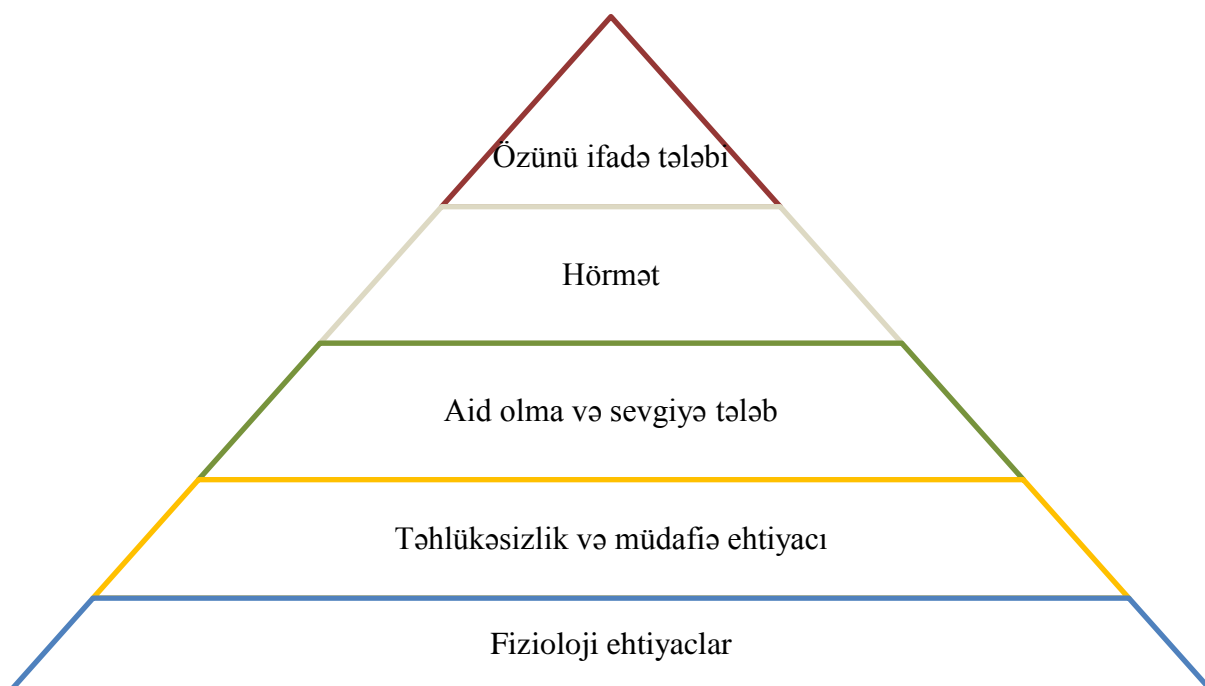 Özünü ifadə tələbi
Hörmət
Aid olma və sevgiyə tələb
Təhlükəsizlik və müdafiə ehtiyacı
Fizioloji ehtiyaclar